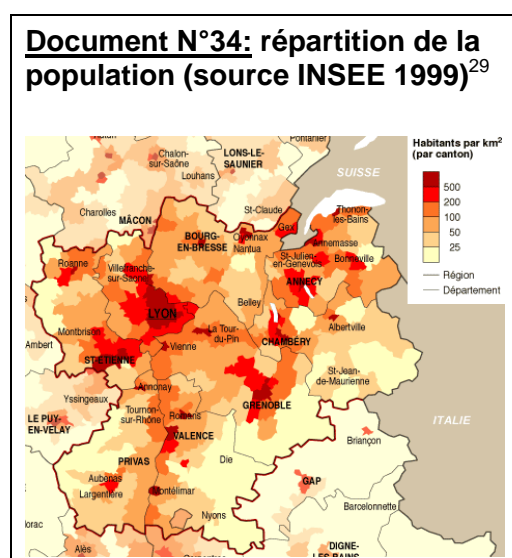 Document N°34: répartition de la
population (source INSEE 1999)29
Habitants par km2
(par canton)
500
200
100
50
25
Région
Département
Pontarlier
Chalon-
sur-Saône
LONS-LE-
SAUNIER
Louhans
SUISSE
St-Claude
Thonon-
les-Bains
Charolles
MÂCON
BOURG-
EN-BRESSE
Oyonnax
Nantua
Gex
Annemasse
St-Julien-
en-Genevois
Bonneville
Roanne
Villefranche-
sur-Saône
ANNECY
LYON
Belley
Montbrison
La Tour-
du-Pin
Albertville
Ambert
Vienne
CHAMBÉRY
ST-ETIENNE
St-Jean-
de-Maurienne
Annonay
Yssingeaux
Tournon-
sur-Rhône
Romans
GRENOBLE
LE PUY-
EN-VELAY
VALENCE
ITALIE
Briançon
PRIVAS
Die
Aubenas
Largentière
Montélimar
GAP
Barcelonnette
Nyons
Alès
DIGNE-
LES-BAINS